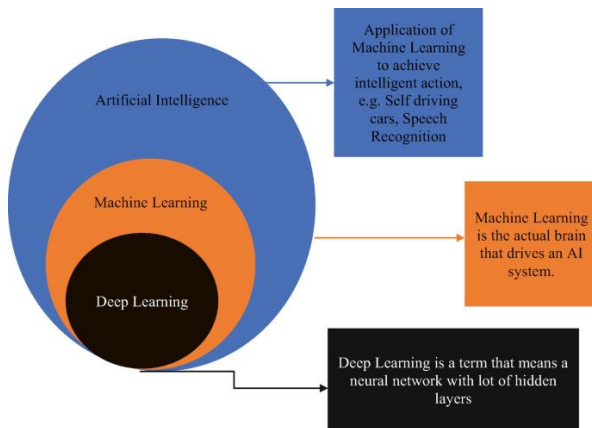 Artificial Intelligence
Machine Learning
Deep Learning
Application of
Machine Learning
to achieve
intelligent action,
e.g. Self driving
cars, Speech
Recognition
Machine Learning
is the actual brain
that drives an AI
system.
Deep Learning is a term that means a
neural network with lot of hidden
layers